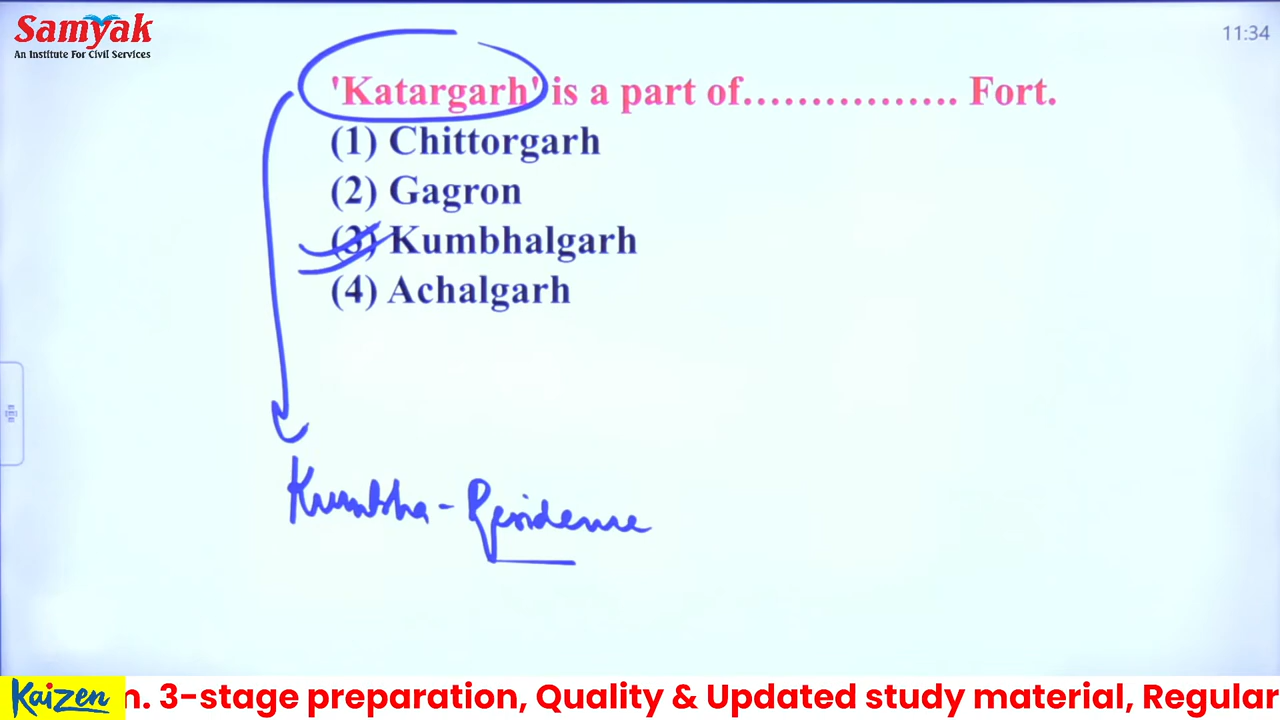 Samyak
An Institute For Civil Services
11:34
'Katargarh' is a part of................ Fort.
(1) Chittorgarh
(2) Gagron
(3) Kumbhalgarh
(4) Achalgarh
Kumbha - Residence
Kaizen
n. 3-stage preparation, Quality & Updated study material, Regular